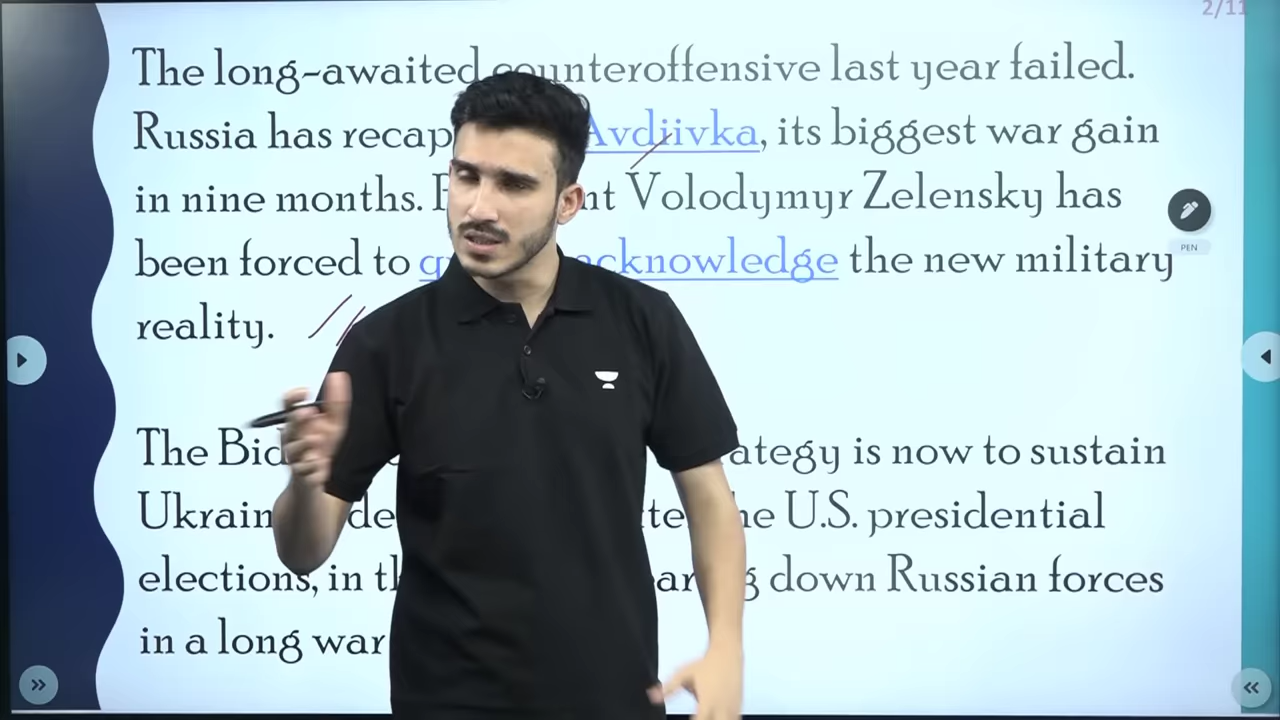 2/11
The long-awaited counteroffensive last year failed.
Russia has recap Avdiivka, its biggest war gain
in nine months. nt Volodymyr Zelensky has
been forced to acknowledge the new military
reality.
PEN
The Bid ategy is now to sustain
Ukrain de te he U.S. presidential
elections, in th ar g down Russian forces
in a long war